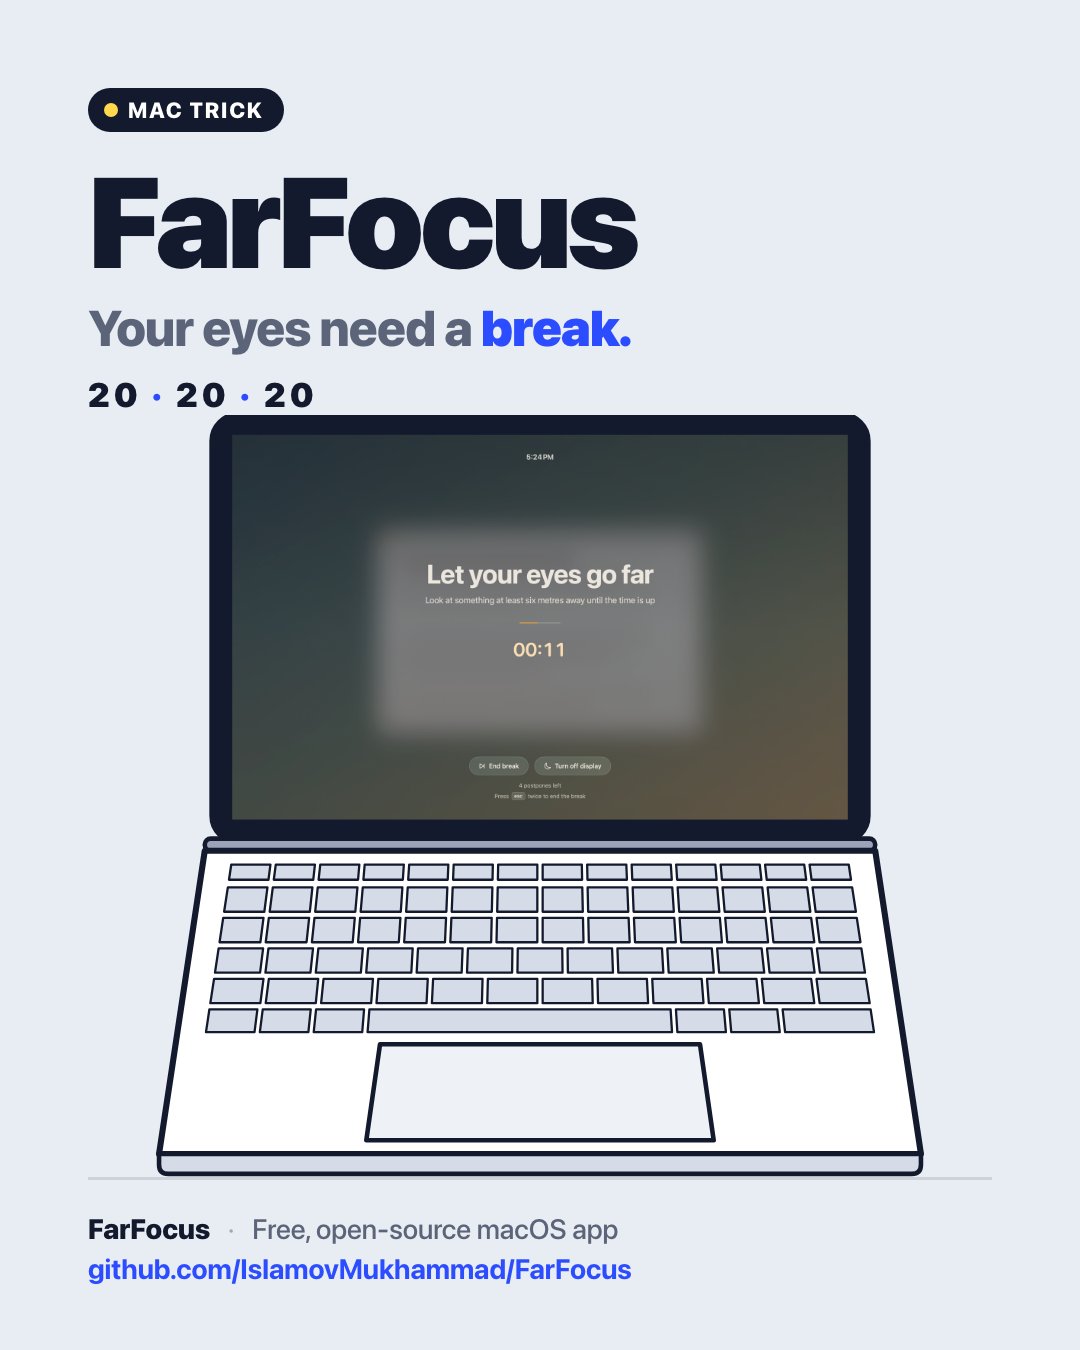 MAC TRICK
FarFocus
Your eyes need a break.
20 · 20 · 20
5:24 PM
Let your eyes go far
Look at something at least six metres away until the time is up
00:11
End break
Turn off display
4 postpones left
Press esc twice to end the break
FarFocus · Free, open-source macOS app
github.com/IslamovMukhammad/FarFocus